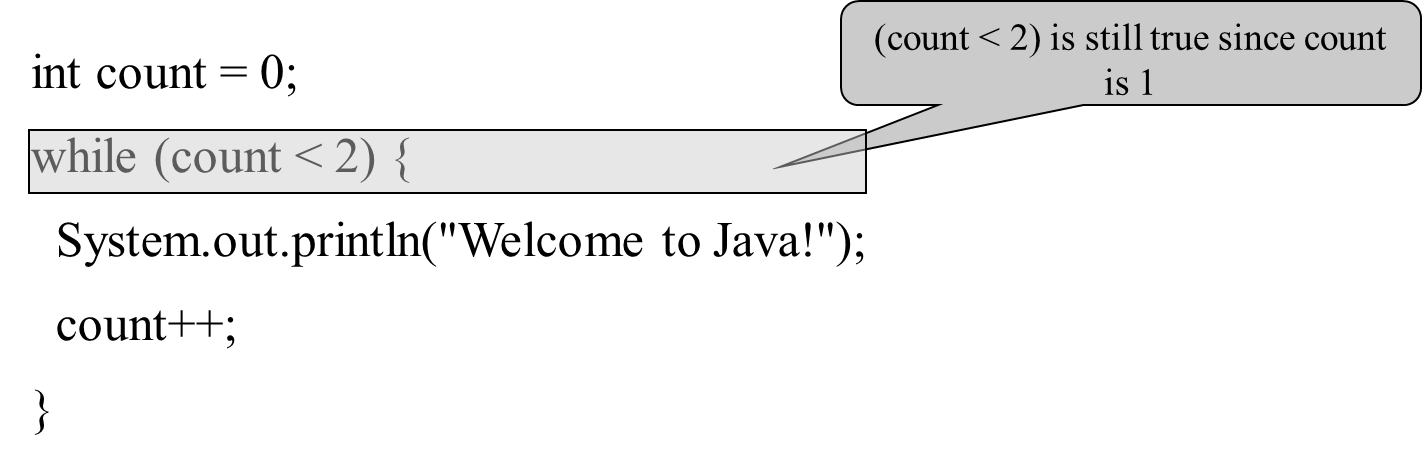 (count < 2) is still true since count
is 1
int count = 0;
while (count < 2) {
System.out.println("Welcome to Java!");
count++;
}